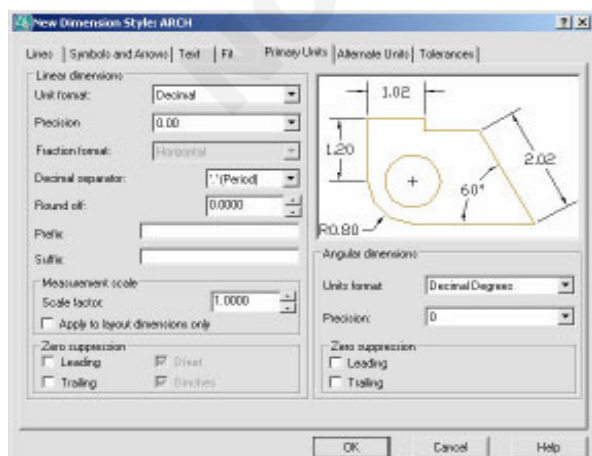 New Dimension Style: ARCH
Lines Symbols and Arrows Text Fit Primary Units Alternate Units Tolerances
Linear dimensions
Unit format: Decimal
Precision 0.00
Fraction format: Horizontal
Decimal separator: '.' (Period)
Round off: 0.0000
Prefix:
Suffix:
Measurement scale
Scale factor: 1.0000
Apply to layout dimensions only
Zero suppression
Leading 0 feet
Trailing 0 inches
1.02
1.20
2.02
60°
R0.80
Angular dimensions
Units format: Decimal Degrees
Precision: 0
Zero suppression
Leading
Trailing
OK Cancel Help